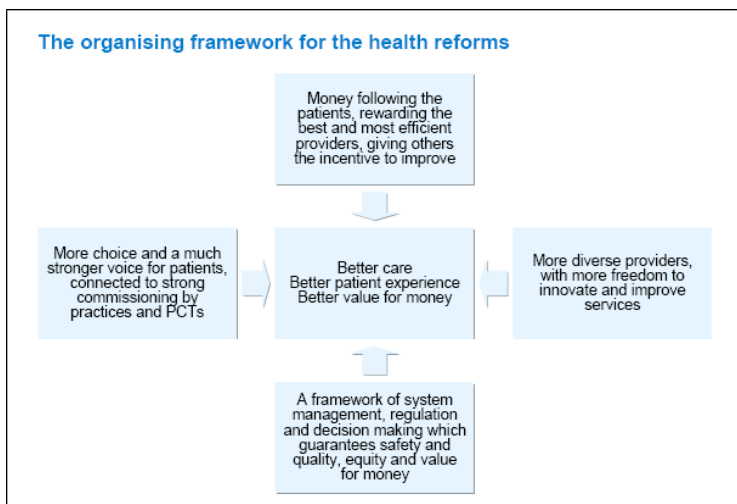 The organising framework for the health reforms
Money following the
patients, rewarding the
best and most efficient
providers, giving others
the incentive to improve
More choice and a much
stronger voice for patients,
connected to strong
commissioning by
practices and PCTs
Better care
Better patient experience
Better value for money
More diverse providers,
with more freedom to
innovate and improve
services
A framework of system
management, regulation
and decision making which
guarantees safety and
quality, equity and value
for money